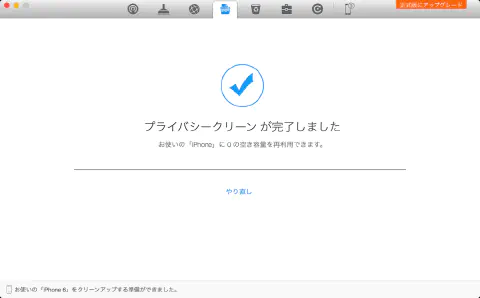 正式版にアップグレード
プライバシークリーン が完了しました
お使いの「iPhone」に 0 の空き容量を再利用できます。
やり直し
お使いの「iPhone 6」をクリーンアップする準備ができました。